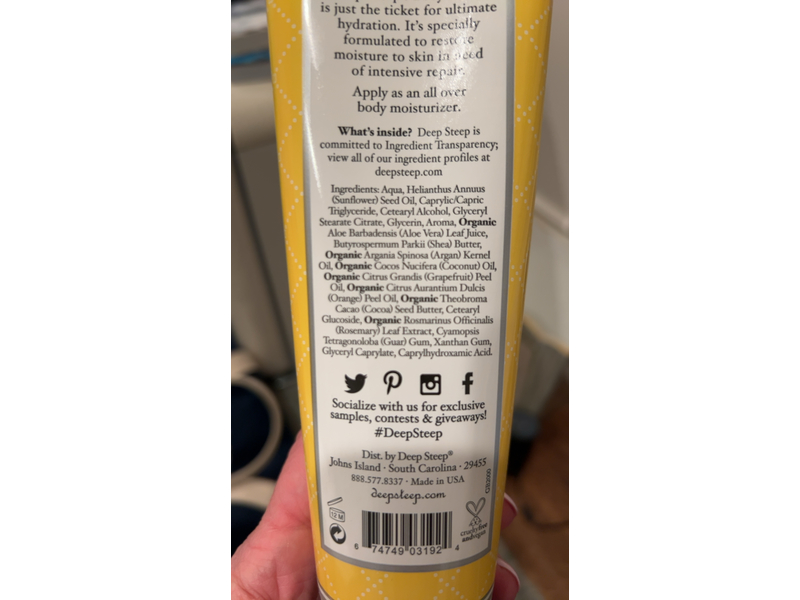 is just the ticket for ultimate
hydration. It's specially
formulated to restore
moisture to skin in need
of intensive repair.
Apply as an all over
body moisturizer.
What's inside? Deep Steep is
committed to Ingredient Transparency;
view all of our ingredient profiles at
deepsteep.com
Ingredients: Aqua, Helianthus Annuus
(Sunflower) Seed Oil, Caprylic/Capric
Triglyceride, Cetearyl Alcohol, Glyceryl
Stearate Citrate, Glycerin, Aroma, Organic
Aloe Barbadensis (Aloe Vera) Leaf Juice,
Butyrospermum Parkii (Shea) Butter,
Organic Argania Spinosa (Argan) Kernel
Oil, Organic Cocos Nucifera (Coconut) Oil,
Organic Citrus Grandis (Grapefruit) Peel
Oil, Organic Citrus Aurantium Dulcis
(Orange) Peel Oil, Organic Theobroma
Cacao (Cocoa) Seed Butter, Cetearyl
Glucoside, Organic Rosmarinus Officinalis
(Rosemary) Leaf Extract, Cyamopsis
Tetragonoloba (Guar) Gum, Xanthan Gum,
Glyceryl Caprylate, Caprylhydroxamic Acid.
Socialize with us for exclusive
samples, contests & giveaways!
#DeepSteep
Dist. by Deep Steep®
Johns Island · South Carolina · 29455
888.577.8337 · Made in USA
deepsteep.com
12 M
6 74749 03192 4
crueltyfree
andvegan